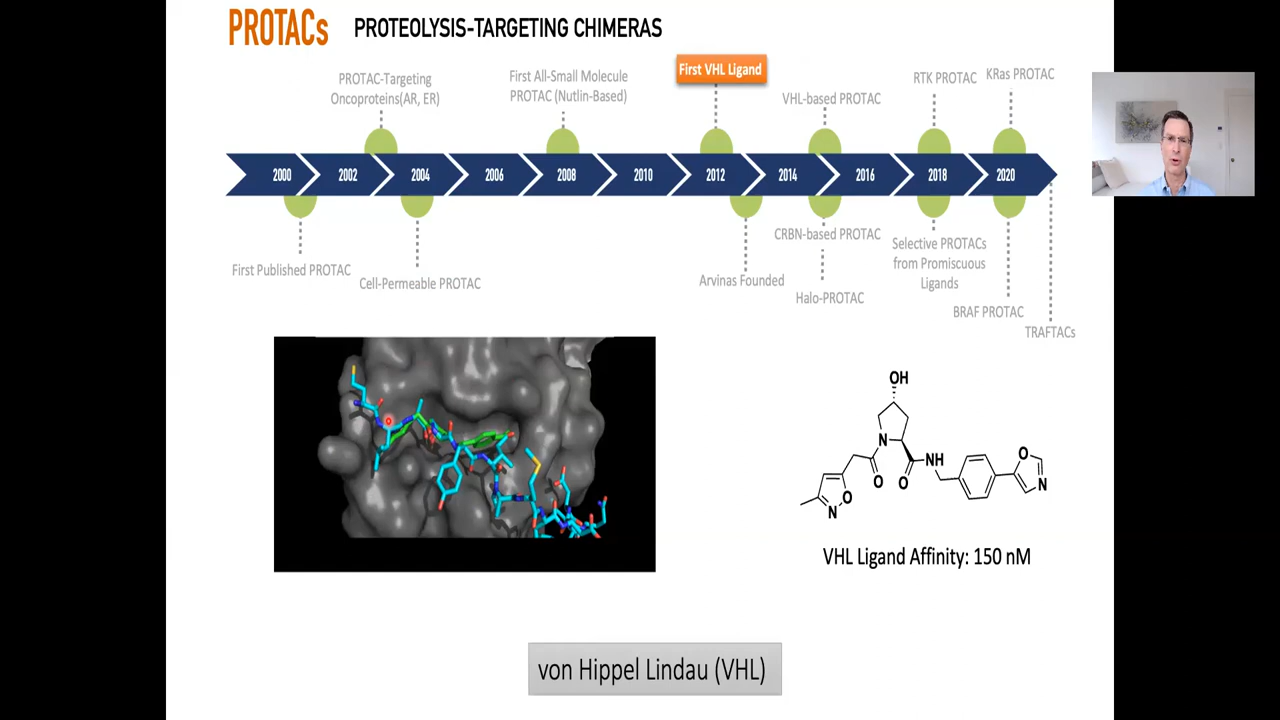 PROTACs PROTEOLYSIS-TARGETING CHIMERAS
PROTAC-Targeting
Oncoproteins(AR, ER)
First All-Small Molecule
PROTAC (Nutlin-Based)
First VHL Ligand
VHL-based PROTAC
RTK PROTAC
KRas PROTAC
2000 2002 2004 2006 2008 2010 2012 2014 2016 2018 2020
First Published PROTAC
Cell-Permeable PROTAC
Arvinas Founded
CRBN-based PROTAC
Halo-PROTAC
Selective PROTACs
from Promiscuous
Ligands
BRAF PROTAC
TRAFTACs
OH
N
NH
O
O
O
N
O
N
VHL Ligand Affinity: 150 nM
von Hippel Lindau (VHL)